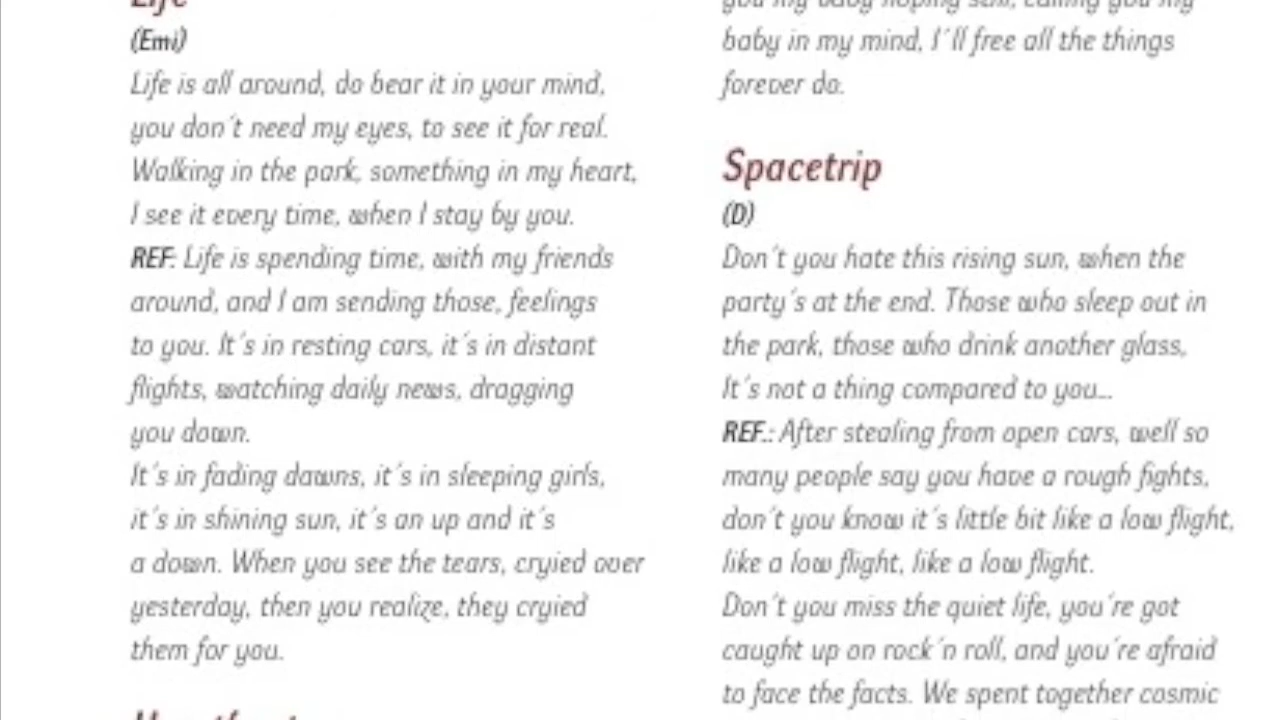 Life
(Emi)
Life is all around, do bear it in your mind,
you don´t need my eyes, to see it for real.
Walking in the park, something in my heart,
I see it every time, when I stay by you.
REF: Life is spending time, with my friends
around, and I am sending those, feelings
to you. It´s in resting cars, it´s in distant
flights, watching daily news, dragging
you down.
It´s in fading dawns, it´s in sleeping girls,
it´s in shining sun, it´s an up and it´s
a down. When you see the tears, cryied over
yesterday, then you realize, they cryied
them for you.
you my baby hoping still, calling you my
baby in my mind, I´ll free all the things
forever do.
Spacetrip
(D)
Don´t you hate this rising sun, when the
party´s at the end. Those who sleep out in
the park, those who drink another glass,
It´s not a thing compared to you...
REF.: After stealing from open cars, well so
many people say you have a rough fights,
don´t you know it´s little bit like a low flight,
like a low flight, like a low flight.
Don´t you miss the quiet life, you´re got
caught up on rock´n roll, and you´re afraid
to face the facts. We spent together cosmic